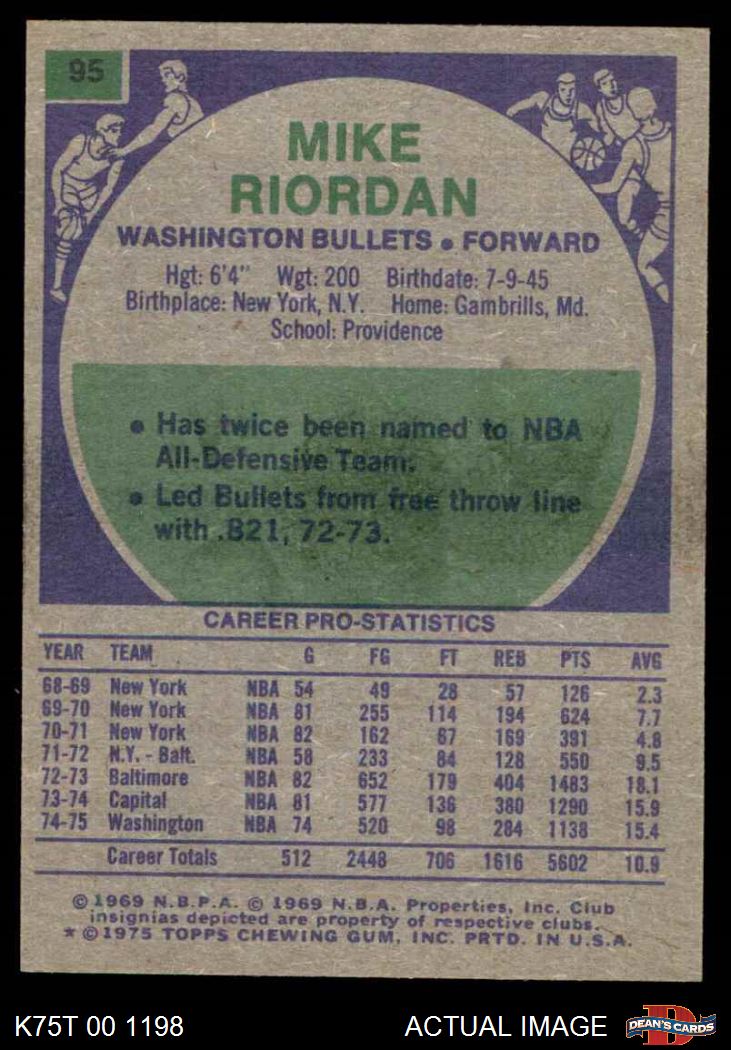 95
MIKE
RIORDAN
WASHINGTON BULLETS • FORWARD
Hgt: 6'4" Wgt: 200 Birthdate: 7-9-45
Birthplace: New York, N.Y. Home: Gambrills, Md.
School: Providence
• Has twice been named to NBA
All-Defensive Team.
• Led Bullets from free throw line
with .821, 72-73.
CAREER PRO-STATISTICS
YEAR TEAM G FG FT REB PTS AVG
68-69 New York NBA 54 49 28 57 126 2.3
69-70 New York NBA 81 255 114 194 624 7.7
70-71 New York NBA 82 162 67 169 391 4.8
71-72 N.Y. - Balt. NBA 58 233 84 128 550 9.5
72-73 Baltimore NBA 82 652 179 404 1483 18.1
73-74 Capital NBA 81 577 136 380 1290 15.9
74-75 Washington NBA 74 520 98 284 1138 15.4
Career Totals 512 2448 706 1616 5602 10.9
© 1969 N.B.P.A. © 1969 N.B.A. Properties, Inc. Club
insignias depicted are property of respective clubs.
* © 1975 TOPPS CHEWING GUM, INC. PRTD. IN U.S.A.
K75T 00 1198 ACTUAL IMAGE D DEAN'S CARDS